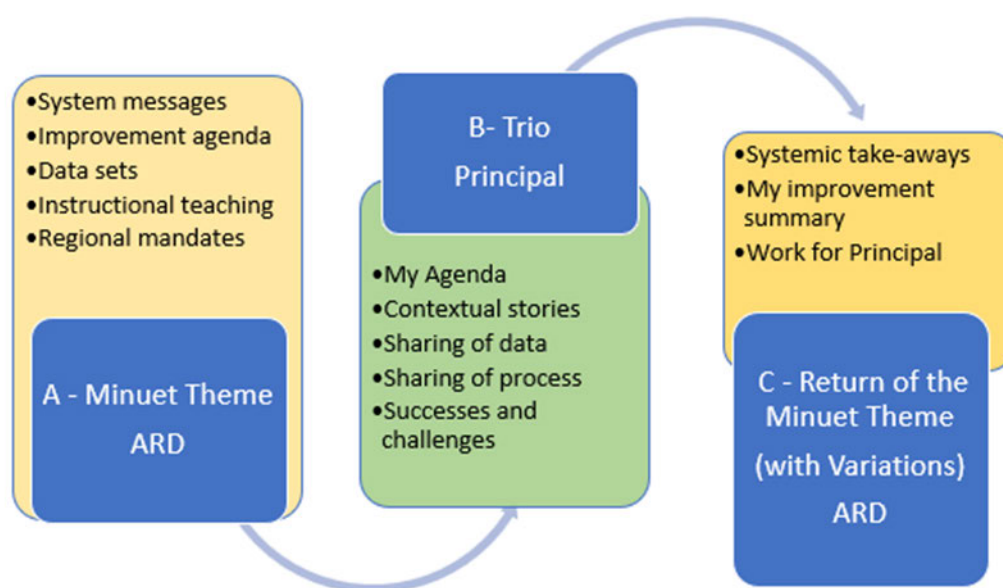 •System messages
•Improvement agenda
•Data sets
•Instructional teaching
•Regional mandates
A - Minuet Theme
ARD
B- Trio
Principal
•My Agenda
•Contextual stories
•Sharing of data
•Sharing of process
•Successes and
challenges
•Systemic take-aways
•My improvement
summary
•Work for Principal
C - Return of the
Minuet Theme
(with Variations)
ARD